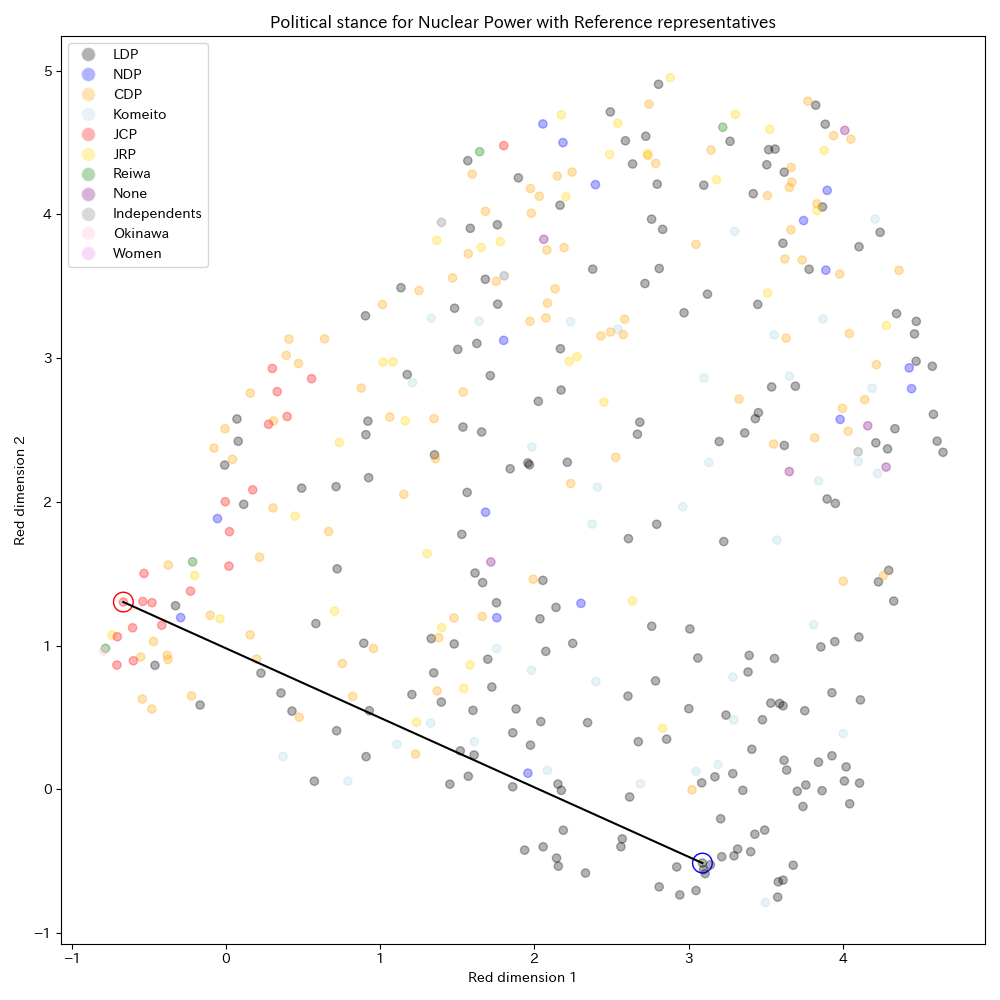 Political stance for Nuclear Power with Reference representatives
LDP
NDP
CDP
Komeito
JCP
JRP
Reiwa
None
Independents
Okinawa
Women
5
4
3
2
1
0
−1
Red dimension 2
−1
0
1
2
3
4
Red dimension 1